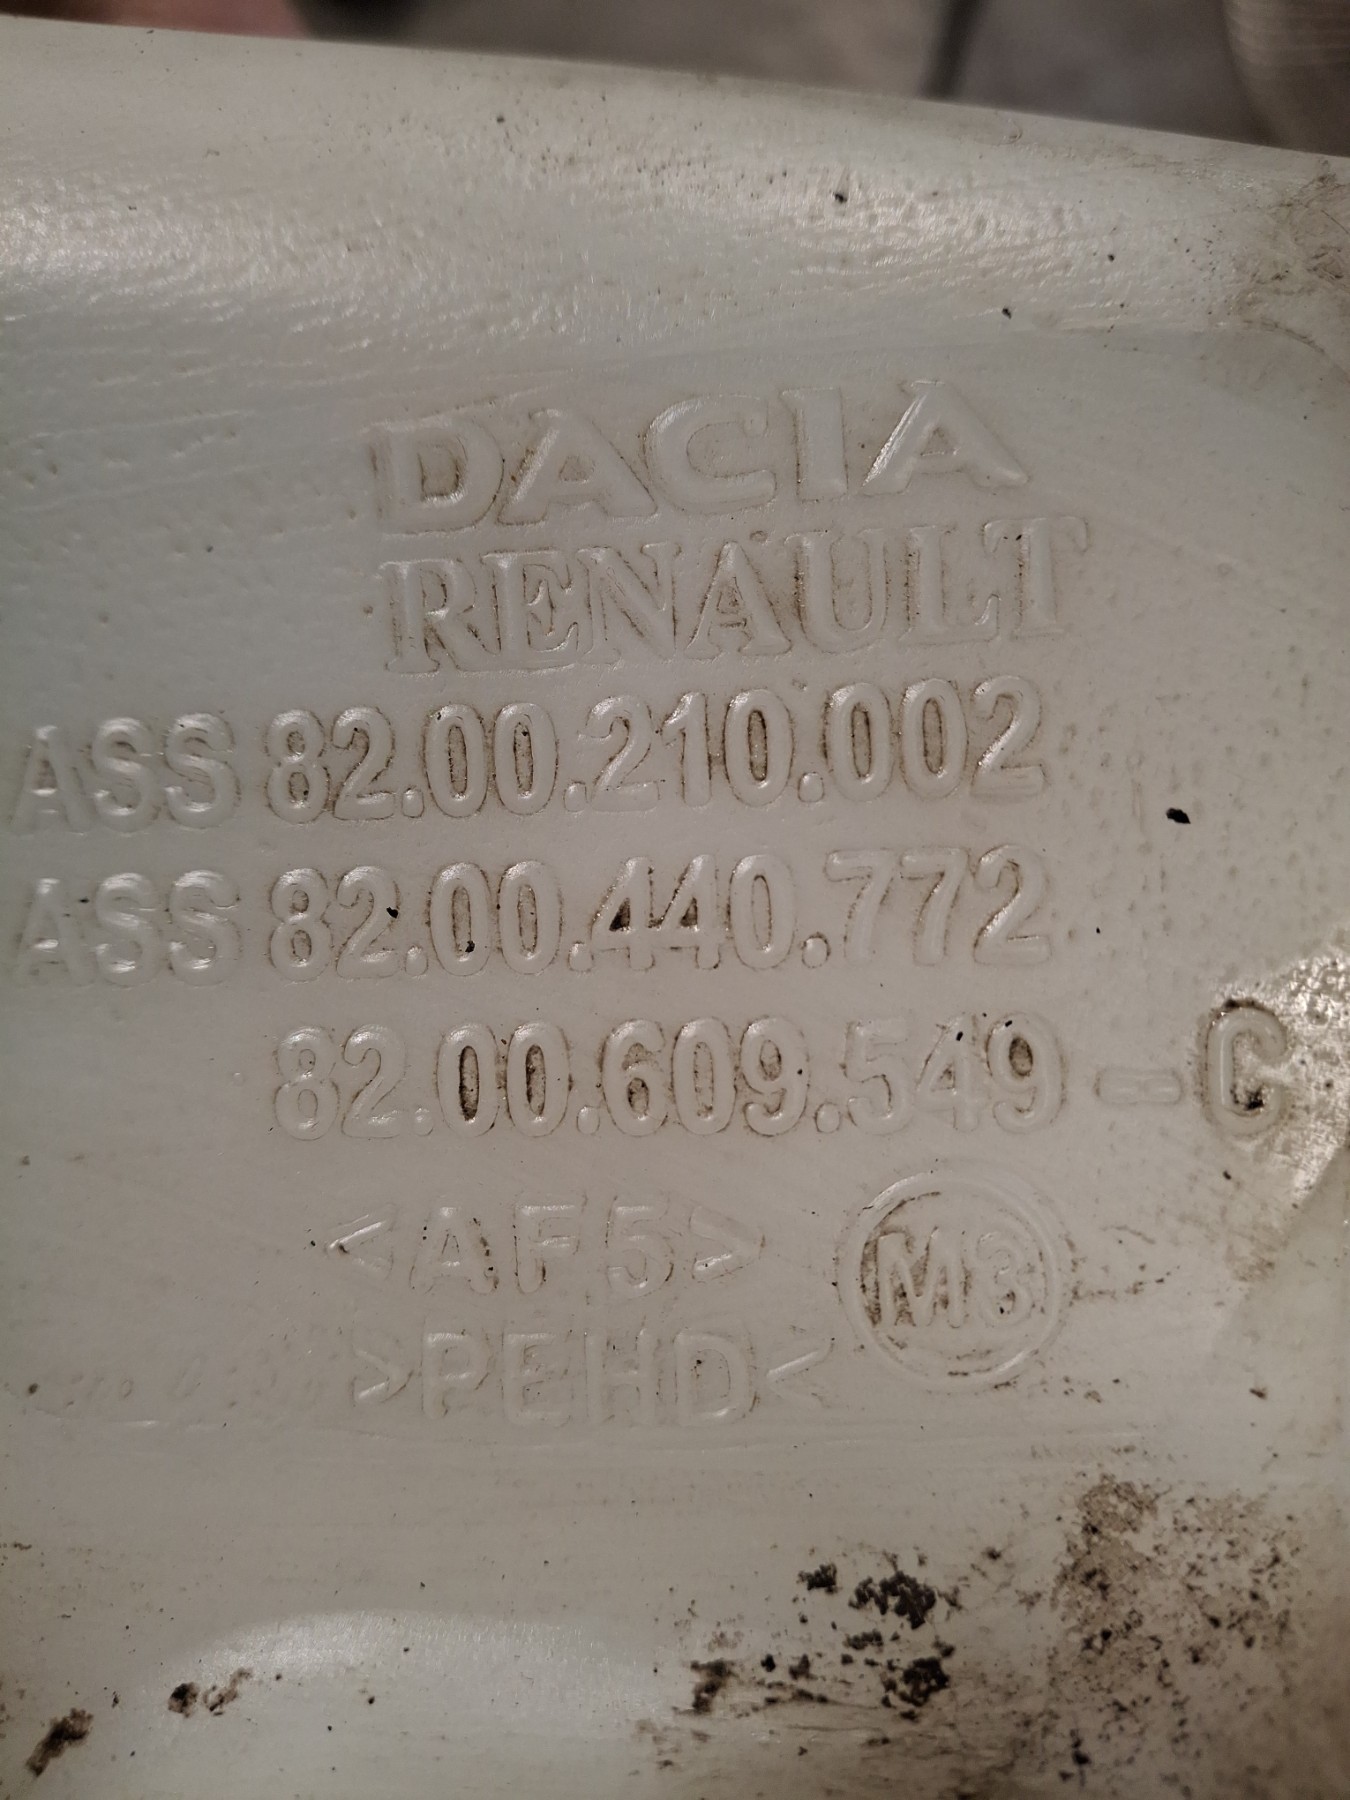 DACIA
RENAULT
ASS 82.00.210.002
ASS 82.00.440.772
82.00.609.549 - C
<AF5>
M3
>PEHD<